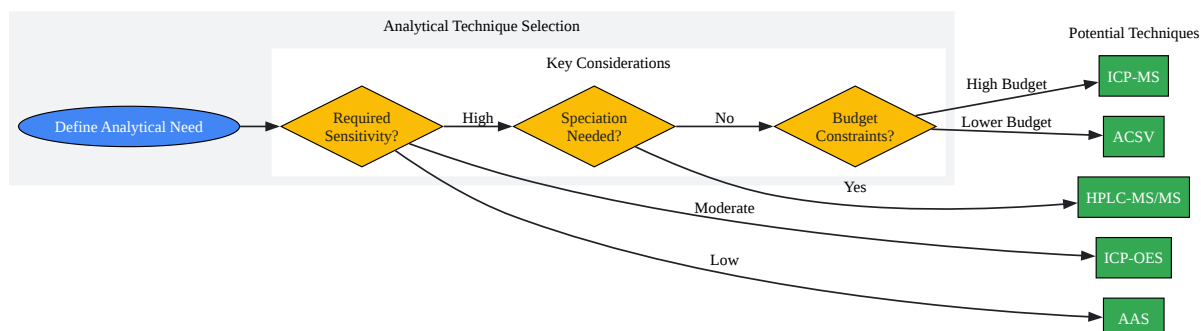 Analytical Technique Selection
Key Considerations
Potential Techniques
Define Analytical Need
Required
Sensitivity?
High
Speciation
Needed?
No
Budget
Constraints?
High Budget
Lower Budget
Yes
Moderate
Low
ICP-MS
ACSV
HPLC-MS/MS
ICP-OES
AAS